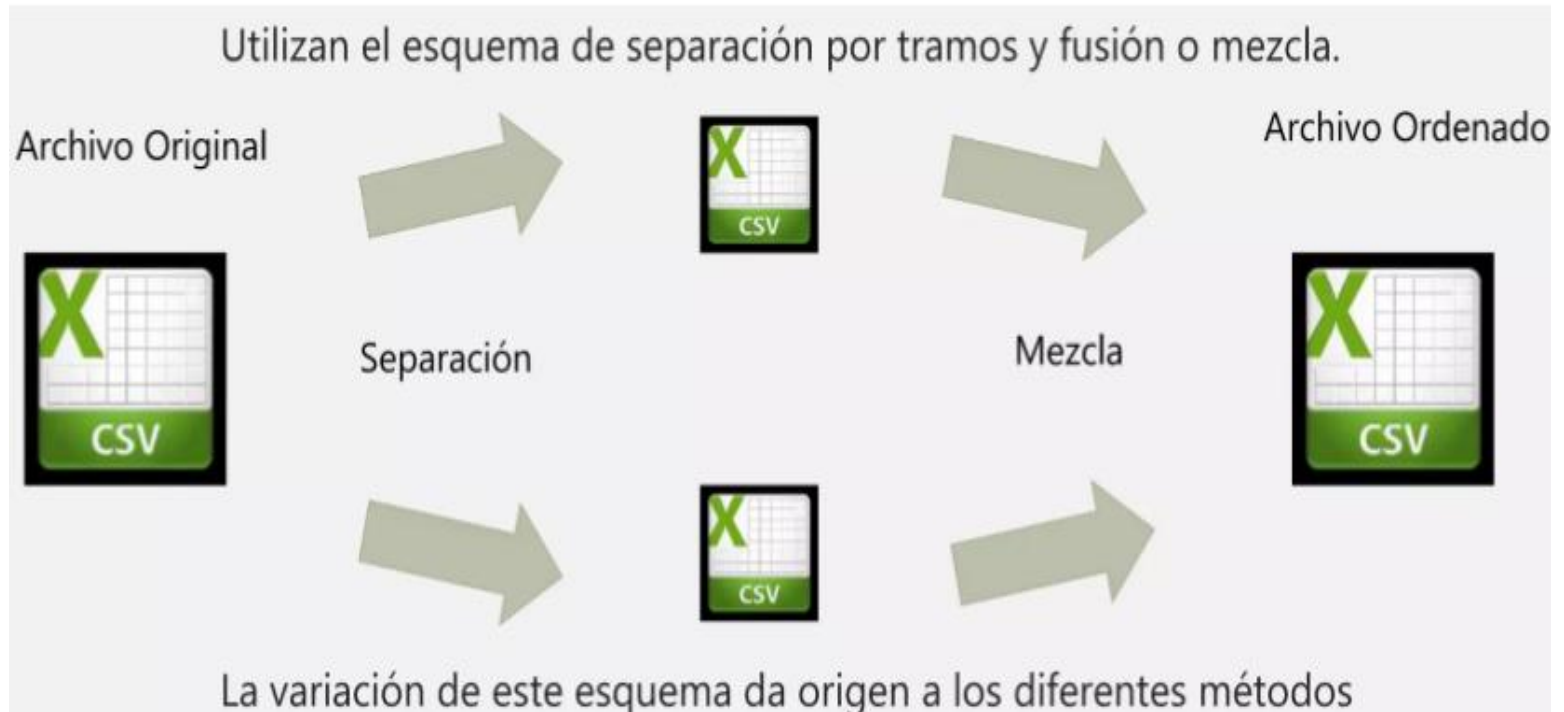 Utilizan el esquema de separación por tramos y fusión o mezcla.
Archivo Original
Archivo Ordenado
X
CSV
Separación
Mezcla
X
CSV
X
CSV
X
CSV
La variación de este esquema da origen a los diferentes métodos